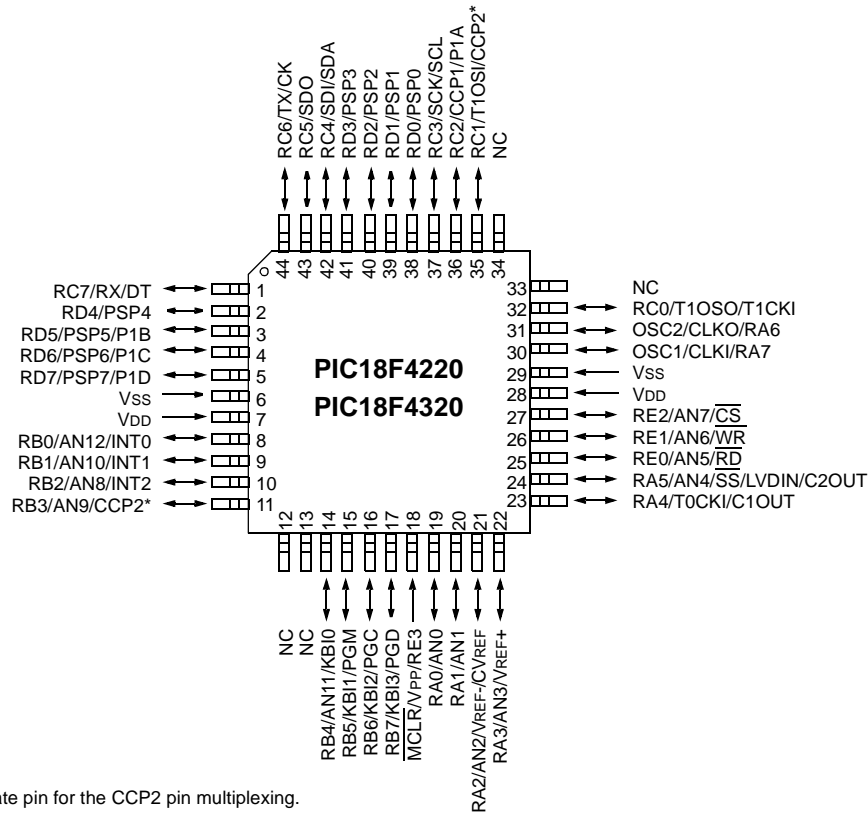 RC6/TX/CK
RC5/SDO
RC4/SDI/SDA
RD3/PSP3
RD2/PSP2
RD1/PSP1
RD0/PSP0
RC3/SCK/SCL
RC2/CCP1/P1A
RC1/T1OSI/CCP2*
NC
44
43
42
41
40
39
38
37
36
35
34
RC7/RX/DT
RD4/PSP4
RD5/PSP5/P1B
RD6/PSP6/P1C
RD7/PSP7/P1D
VSS
VDD
RB0/AN12/INT0
RB1/AN10/INT1
RB2/AN8/INT2
RB3/AN9/CCP2*
1
2
3
4
5
6
7
8
9
10
11
PIC18F4220
PIC18F4320
33
32
31
30
29
28
27
26
25
24
23
NC
RC0/T1OSO/T1CKI
OSC2/CLKO/RA6
OSC1/CLKI/RA7
VSS
VDD
RE2/AN7/CS
RE1/AN6/WR
RE0/AN5/RD
RA5/AN4/SS/LVDIN/C2OUT
RA4/T0CKI/C1OUT
12
13
14
15
16
17
18
19
20
21
22
NC
NC
RB4/AN11/KBI0
RB5/KBI1/PGM
RB6/KBI2/PGC
RB7/KBI3/PGD
MCLR/VPP/RE3
RA0/AN0
RA1/AN1
RA2/AN2/VREF-/CVREF
RA3/AN3/VREF+
ate pin for the CCP2 pin multiplexing.